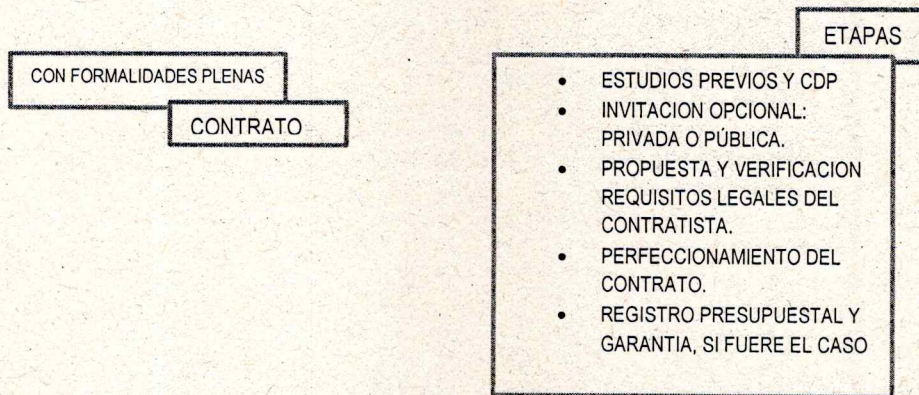 CON FORMALIDADES PLENAS
CONTRATO
ETAPAS
• ESTUDIOS PREVIOS Y CDP
• INVITACION OPCIONAL:
PRIVADA O PÚBLICA.
• PROPUESTA Y VERIFICACION
REQUISITOS LEGALES DEL
CONTRATISTA.
• PERFECCIONAMIENTO DEL
CONTRATO.
• REGISTRO PRESUPUESTAL Y
GARANTIA, SI FUERE EL CASO